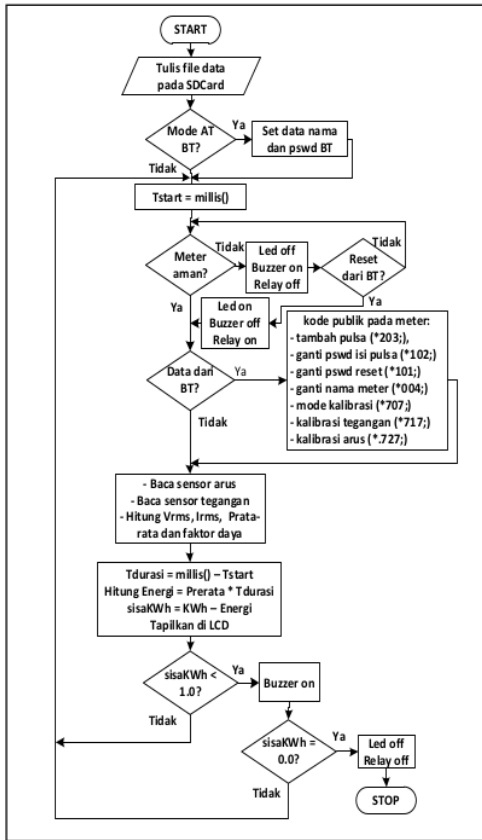 START
Tulis file data
pada SDCard
Mode AT
BT?
Ya
Set data nama
dan pswd BT
Tidak
Tstart = millis()
Meter
aman?
Tidak
Led off
Buzzer on
Relay off
Reset
dari BT?
Tidak
Ya
Ya
Led on
Buzzer off
Relay on
Data dari
BT?
Ya
kode publik pada meter:
- tambah pulsa (*203;),
- ganti pswd isi pulsa (*102;)
- ganti pswd reset (*101;)
- ganti nama meter (*004;)
- mode kalibrasi (*707;)
- kalibrasi tegangan (*717;)
- kalibrasi arus (*.727;)
Tidak
- Baca sensor arus
- Baca sensor tegangan
- Hitung Vrms, Irms, Prata-
rata dan faktor daya
Tdurasi = millis() – Tstart
Hitung Energi = Prerata * Tdurasi
sisaKWh = KWh – Energi
Tapilkan di LCD
sisaKWh <
1.0?
Ya
Buzzer on
Tidak
sisaKWh =
0.0?
Ya
Led off
Relay off
Tidak
STOP